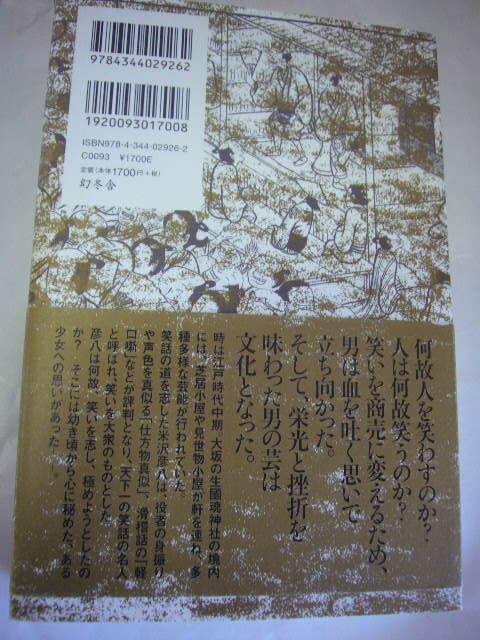 9784344029262
1920093017008
ISBN978-4-344-02926-2
C0093 ¥1700E
定価(本体1700円+税)
幻冬舎
何故人を笑わすのか?
人は何故笑うのか?
笑いを商売に変えるため、
男は血を吐く思いで
立ち向かった。
そして、栄光と挫折を
味わった男の芸は
文化となった。
時は江戸時代中期、大坂の生國魂神社の境内
には、芝居小屋や見世物小屋が軒を連ね、多
種多様な芸能が行われていた。
笑話の道を志した米沢彦八は、役者の身振り
や声色を真似る「仕方物真似」、滑稽話の「軽
口噺」などが評判となり、“天下一の笑話の名人”
と呼ばれ、笑いを大衆のものとした。
彦八は何故、笑いを志し、極めようとしたの
か? そこには幼き頃から心に秘めた、ある
少女への思いがあった――。